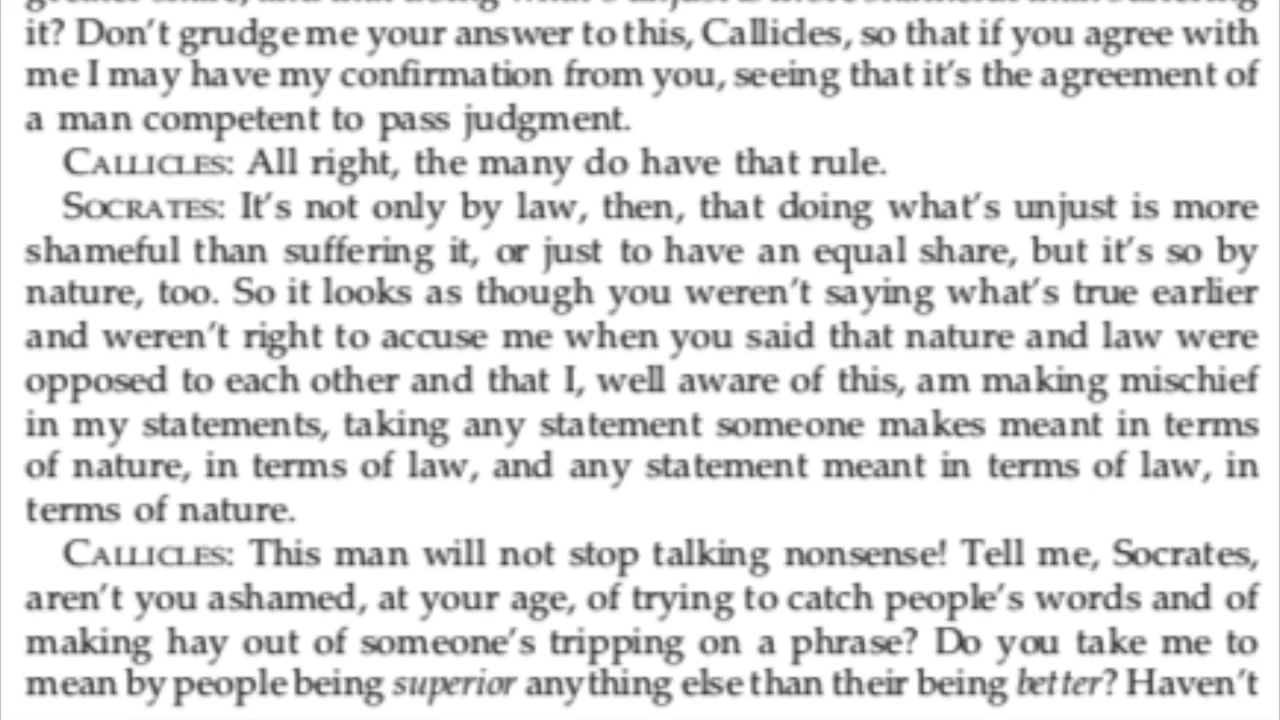 it? Don't grudge me your answer to this, Callicles, so that if you agree with
me I may have my confirmation from you, seeing that it's the agreement of
a man competent to pass judgment.
CALLICLES: All right, the many do have that rule.
SOCRATES: It's not only by law, then, that doing what's unjust is more
shameful than suffering it, or just to have an equal share, but it's so by
nature, too. So it looks as though you weren't saying what's true earlier
and weren't right to accuse me when you said that nature and law were
opposed to each other and that I, well aware of this, am making mischief
in my statements, taking any statement someone makes meant in terms
of nature, in terms of law, and any statement meant in terms of law, in
terms of nature.
CALLICLES: This man will not stop talking nonsense! Tell me, Socrates,
aren't you ashamed, at your age, of trying to catch people's words and of
making hay out of someone's tripping on a phrase? Do you take me to
mean by people being superior anything else than their being better? Haven't